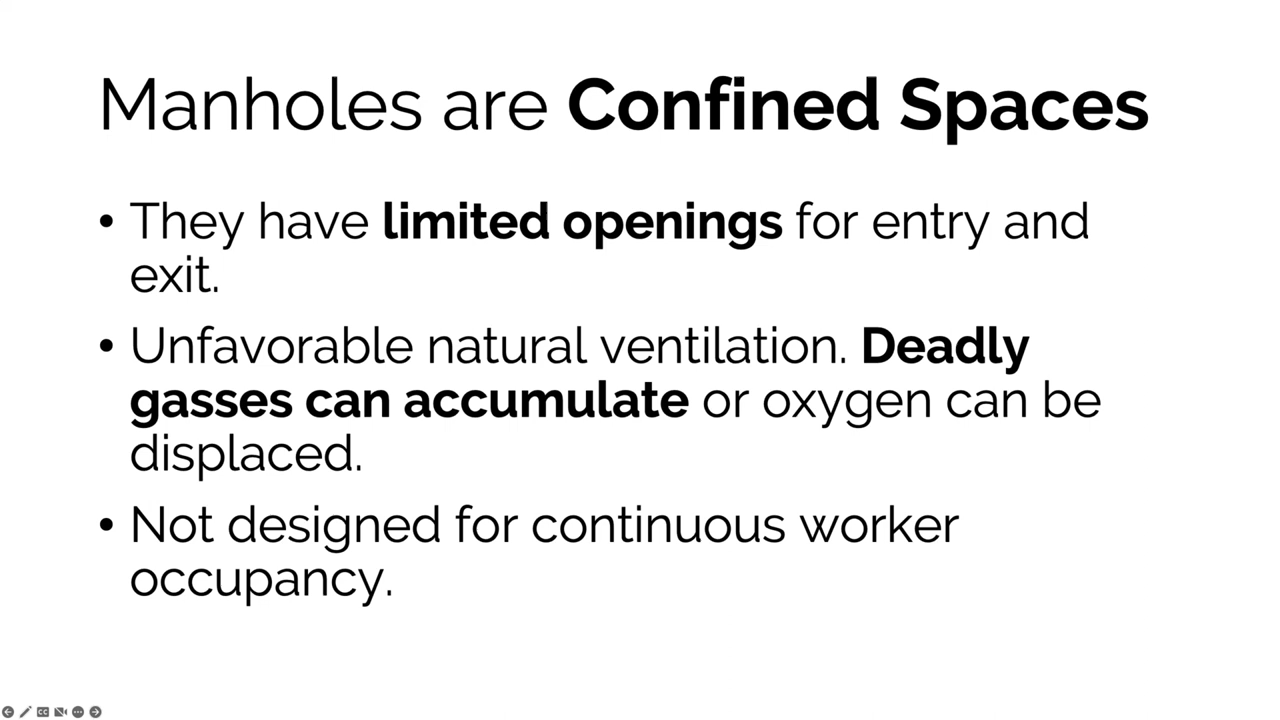 Manholes are Confined Spaces
• They have limited openings for entry and
exit.
• Unfavorable natural ventilation. Deadly
gasses can accumulate or oxygen can be
displaced.
• Not designed for continuous worker
occupancy.
CC